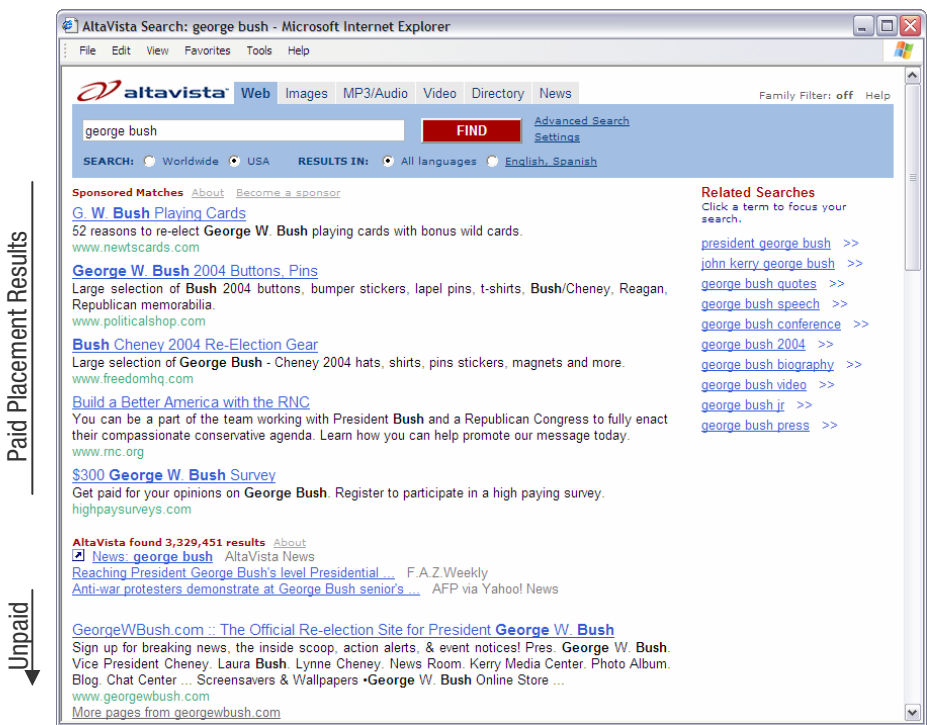 AltaVista Search: george bush - Microsoft Internet Explorer
File Edit View Favorites Tools Help
altavista Web Images MP3/Audio Video Directory News
Family Filter: off Help
george bush FIND Advanced Search
Settings
SEARCH: Worldwide USA RESULTS IN: All languages English, Spanish
Paid Placement Results
Sponsored Matches About Become a sponsor
G. W. Bush Playing Cards
52 reasons to re-elect George W. Bush playing cards with bonus wild cards.
www.newtscards.com
George W. Bush 2004 Buttons, Pins
Large selection of Bush 2004 buttons, bumper stickers, lapel pins, t-shirts, Bush/Cheney, Reagan,
Republican memorabilia.
www.politicalshop.com
Bush Cheney 2004 Re-Election Gear
Large selection of George Bush - Cheney 2004 hats, shirts, pins stickers, magnets and more.
www.freedomhq.com
Build a Better America with the RNC
You can be a part of the team working with President Bush and a Republican Congress to fully enact
their compassionate conservative agenda. Learn how you can help promote our message today.
www.rnc.org
$300 George W. Bush Survey
Get paid for your opinions on George Bush. Register to participate in a high paying survey.
highpaysurveys.com
Related Searches
Click a term to focus your
search.
president george bush >>
john kerry george bush >>
george bush quotes >>
george bush speech >>
george bush conference >>
george bush 2004 >>
george bush biography >>
george bush video >>
george bush jr >>
george bush press >>
Unpaid
AltaVista found 3,329,451 results About
News: george bush AltaVista News
Reaching President George Bush's level Presidential ... F.A.Z.Weekly
Anti-war protesters demonstrate at George Bush senior's ... AFP via Yahoo! News
GeorgeWBush.com :: The Official Re-election Site for President George W. Bush
Sign up for breaking news, the inside scoop, action alerts, & event notices! Pres. George W. Bush.
Vice President Cheney. Laura Bush. Lynne Cheney. News Room. Kerry Media Center. Photo Album.
Blog. Chat Center ... Screensavers & Wallpapers •George W. Bush Online Store ...
www.georgewbush.com
More pages from georgewbush.com